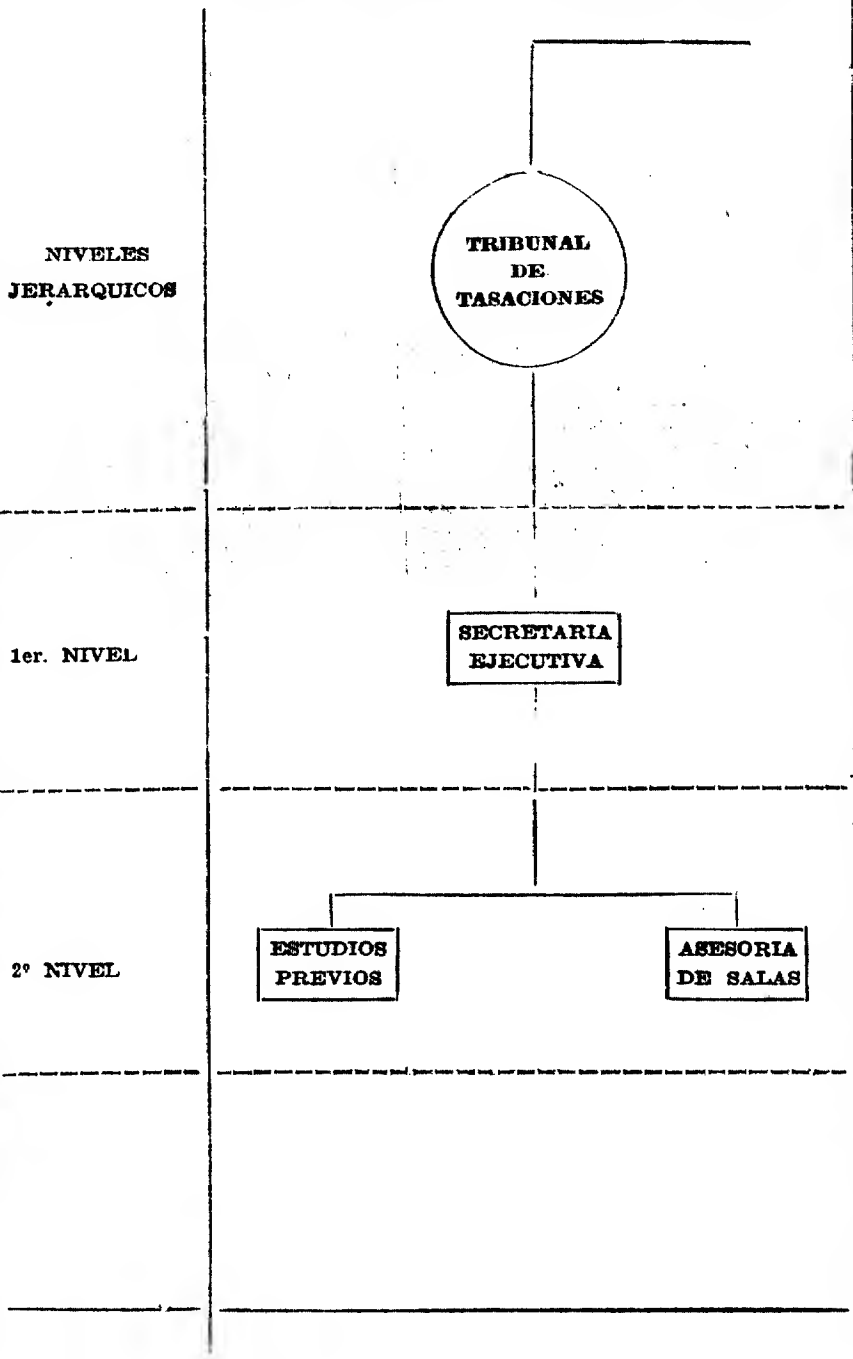 NIVELES
JERARQUICOS
TRIBUNAL
DE
TASACIONES
1er. NIVEL
SECRETARIA
EJECUTIVA
2º NIVEL
ESTUDIOS
PREVIOS
ASESORIA
DE SALAS